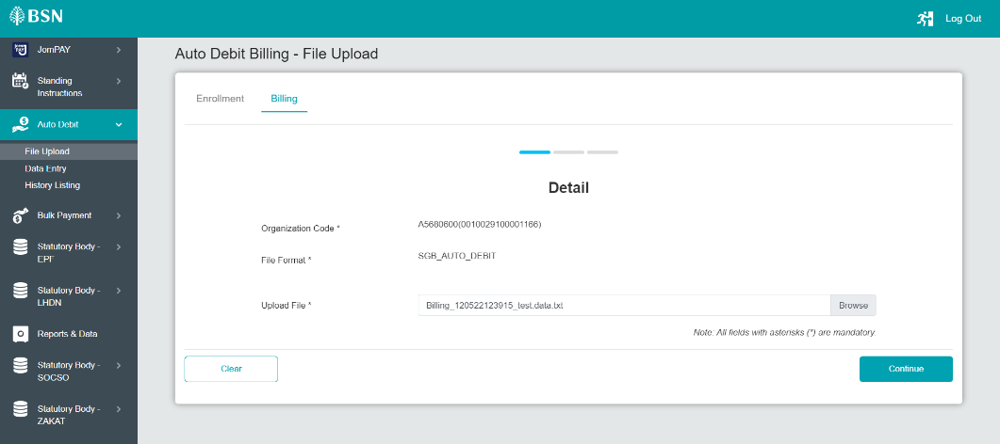 BSN
Log Out
JomPAY
Standing
Instructions
Auto Debit
File Upload
Data Entry
History Listing
Bulk Payment
Statutory Body -
EPF
Statutory Body -
LHDN
Reports & Data
Statutory Body -
SOCSO
Statutory Body -
ZAKAT
Auto Debit Billing - File Upload
Enrollment
Billing
Detail
Organization Code *
A5680600(0010029100001166)
File Format *
SGB_AUTO_DEBIT
Upload File *
Billing_120522123915_test.data.txt
Browse
Note: All fields with asterisks (*) are mandatory.
Clear
Continue